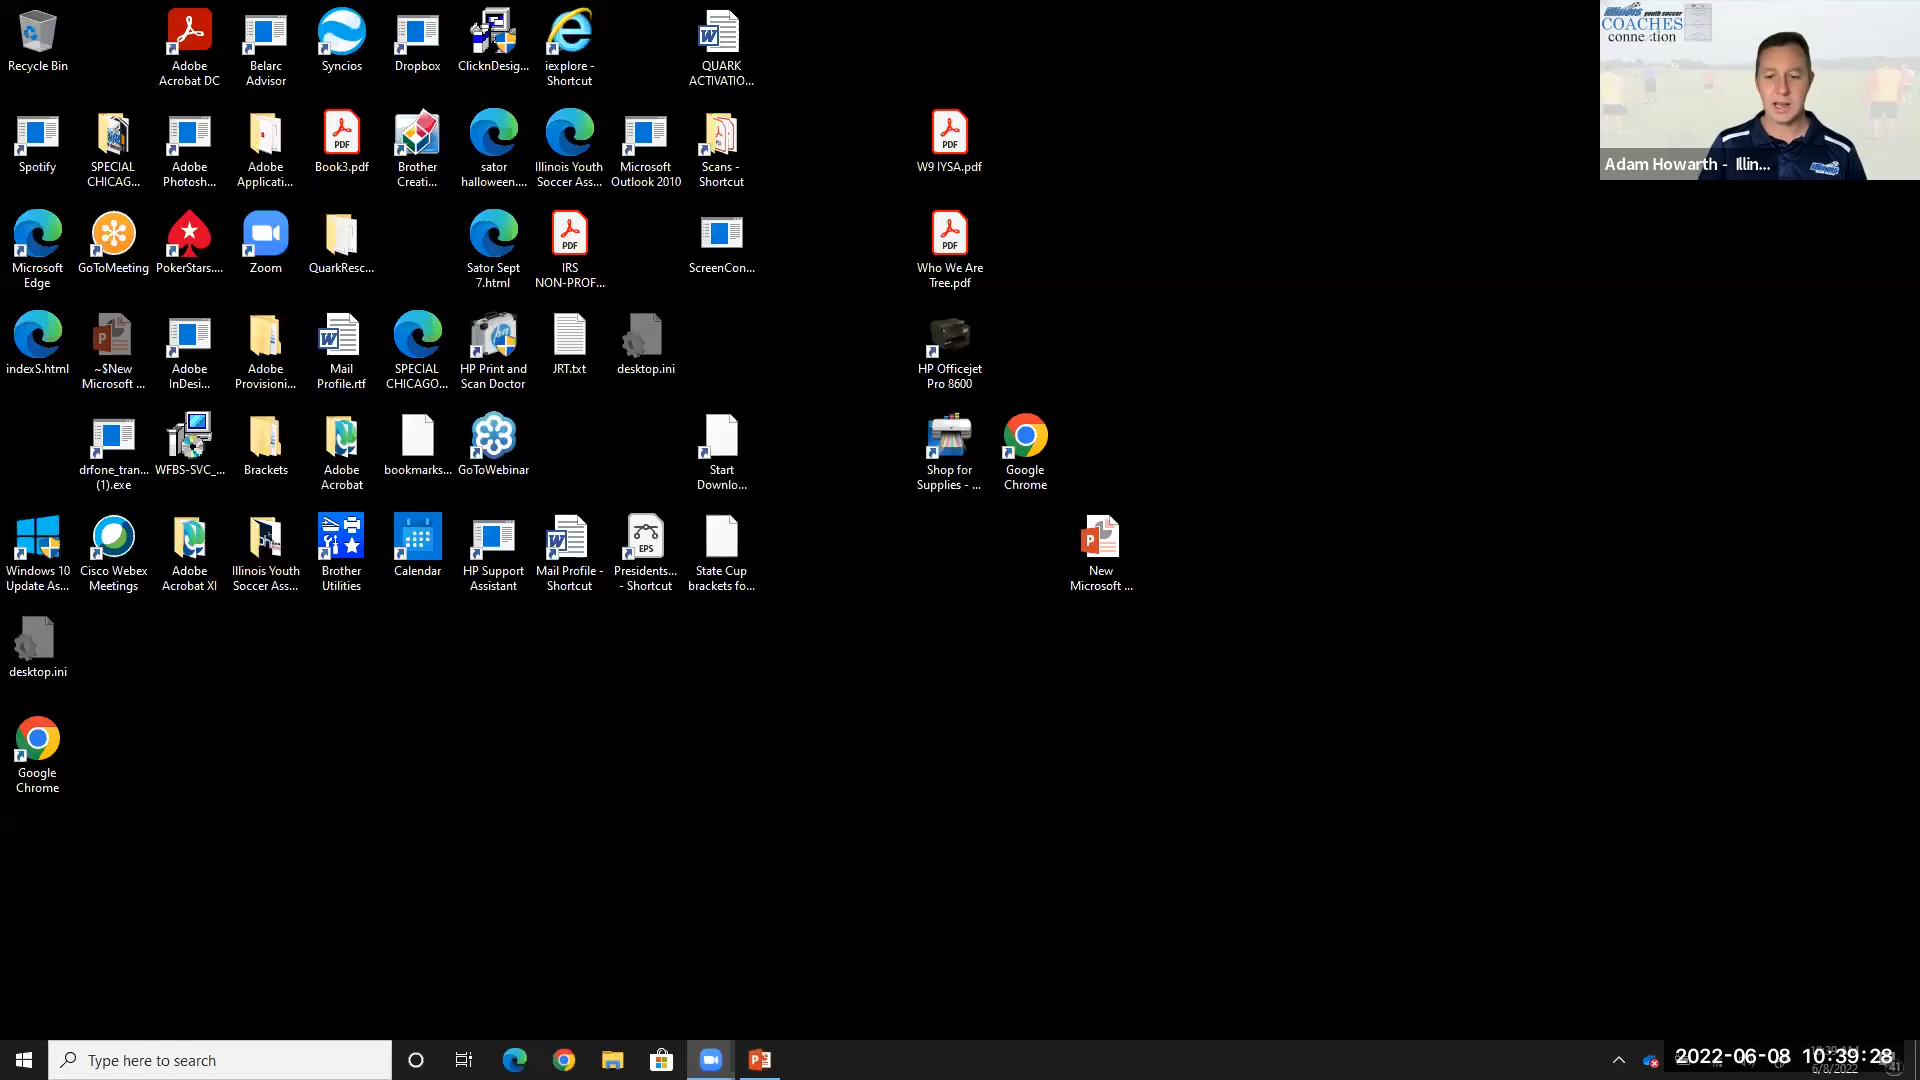 Recycle Bin
Adobe
Acrobat DC
Belarc
Advisor
Syncios
Dropbox
ClicknDesig...
iexplore -
Shortcut
QUARK
ACTIVATIO...
Illinois youth soccer
COACHES
connection
Adam Howarth - Illin...
Spotify
SPECIAL
CHICAG...
Adobe
Photosh...
Adobe
Applicati...
Book3.pdf
Brother
Creati...
sator
halloween....
Illinois Youth
Soccer Ass...
Microsoft
Outlook 2010
Scans -
Shortcut
W9 IYSA.pdf
Microsoft
Edge
GoToMeeting
PokerStars....
Zoom
QuarkResc...
Sator Sept
7.html
IRS
NON-PROF...
ScreenCon...
Who We Are
Tree.pdf
indexS.html
~$New
Microsoft ...
Adobe
InDesi...
Adobe
Provisioni...
Mail
Profile.rtf
SPECIAL
CHICAGO...
HP Print and
Scan Doctor
JRT.txt
desktop.ini
HP Officejet
Pro 8600
drfone_tran...
(1).exe
WFBS-SVC_...
Brackets
Adobe
Acrobat
bookmarks...
GoToWebinar
Start
Downlo...
Shop for
Supplies - ...
Google
Chrome
Windows 10
Update As...
Cisco Webex
Meetings
Adobe
Acrobat XI
Illinois Youth
Soccer Ass...
Brother
Utilities
Calendar
HP Support
Assistant
Mail Profile -
Shortcut
Presidents...
- Shortcut
State Cup
brackets fo...
New
Microsoft ...
desktop.ini
Google
Chrome
Type here to search
2022-06-08 10:39:28
6/8/2022